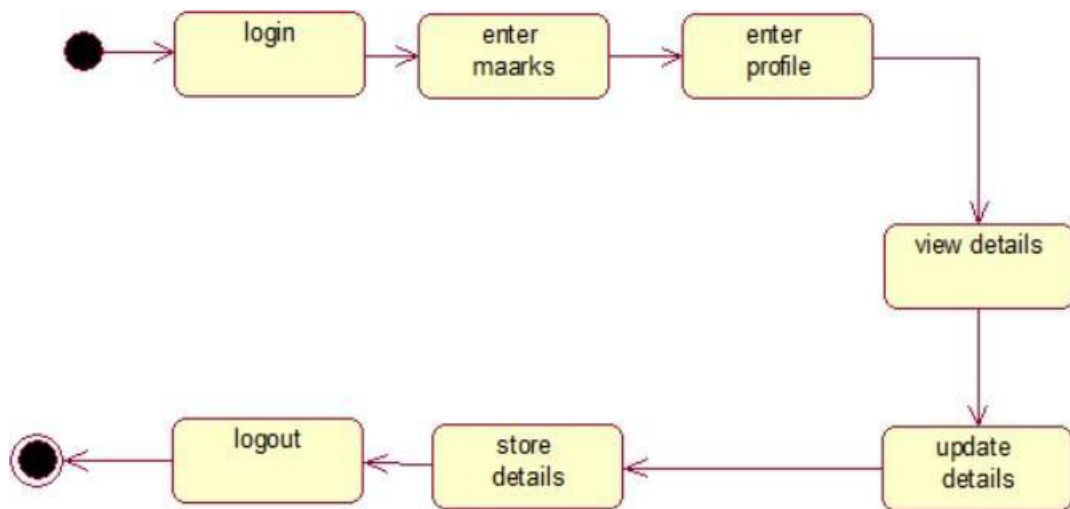 login
enter
maarks
enter
profile
view details
update
details
store
details
logout